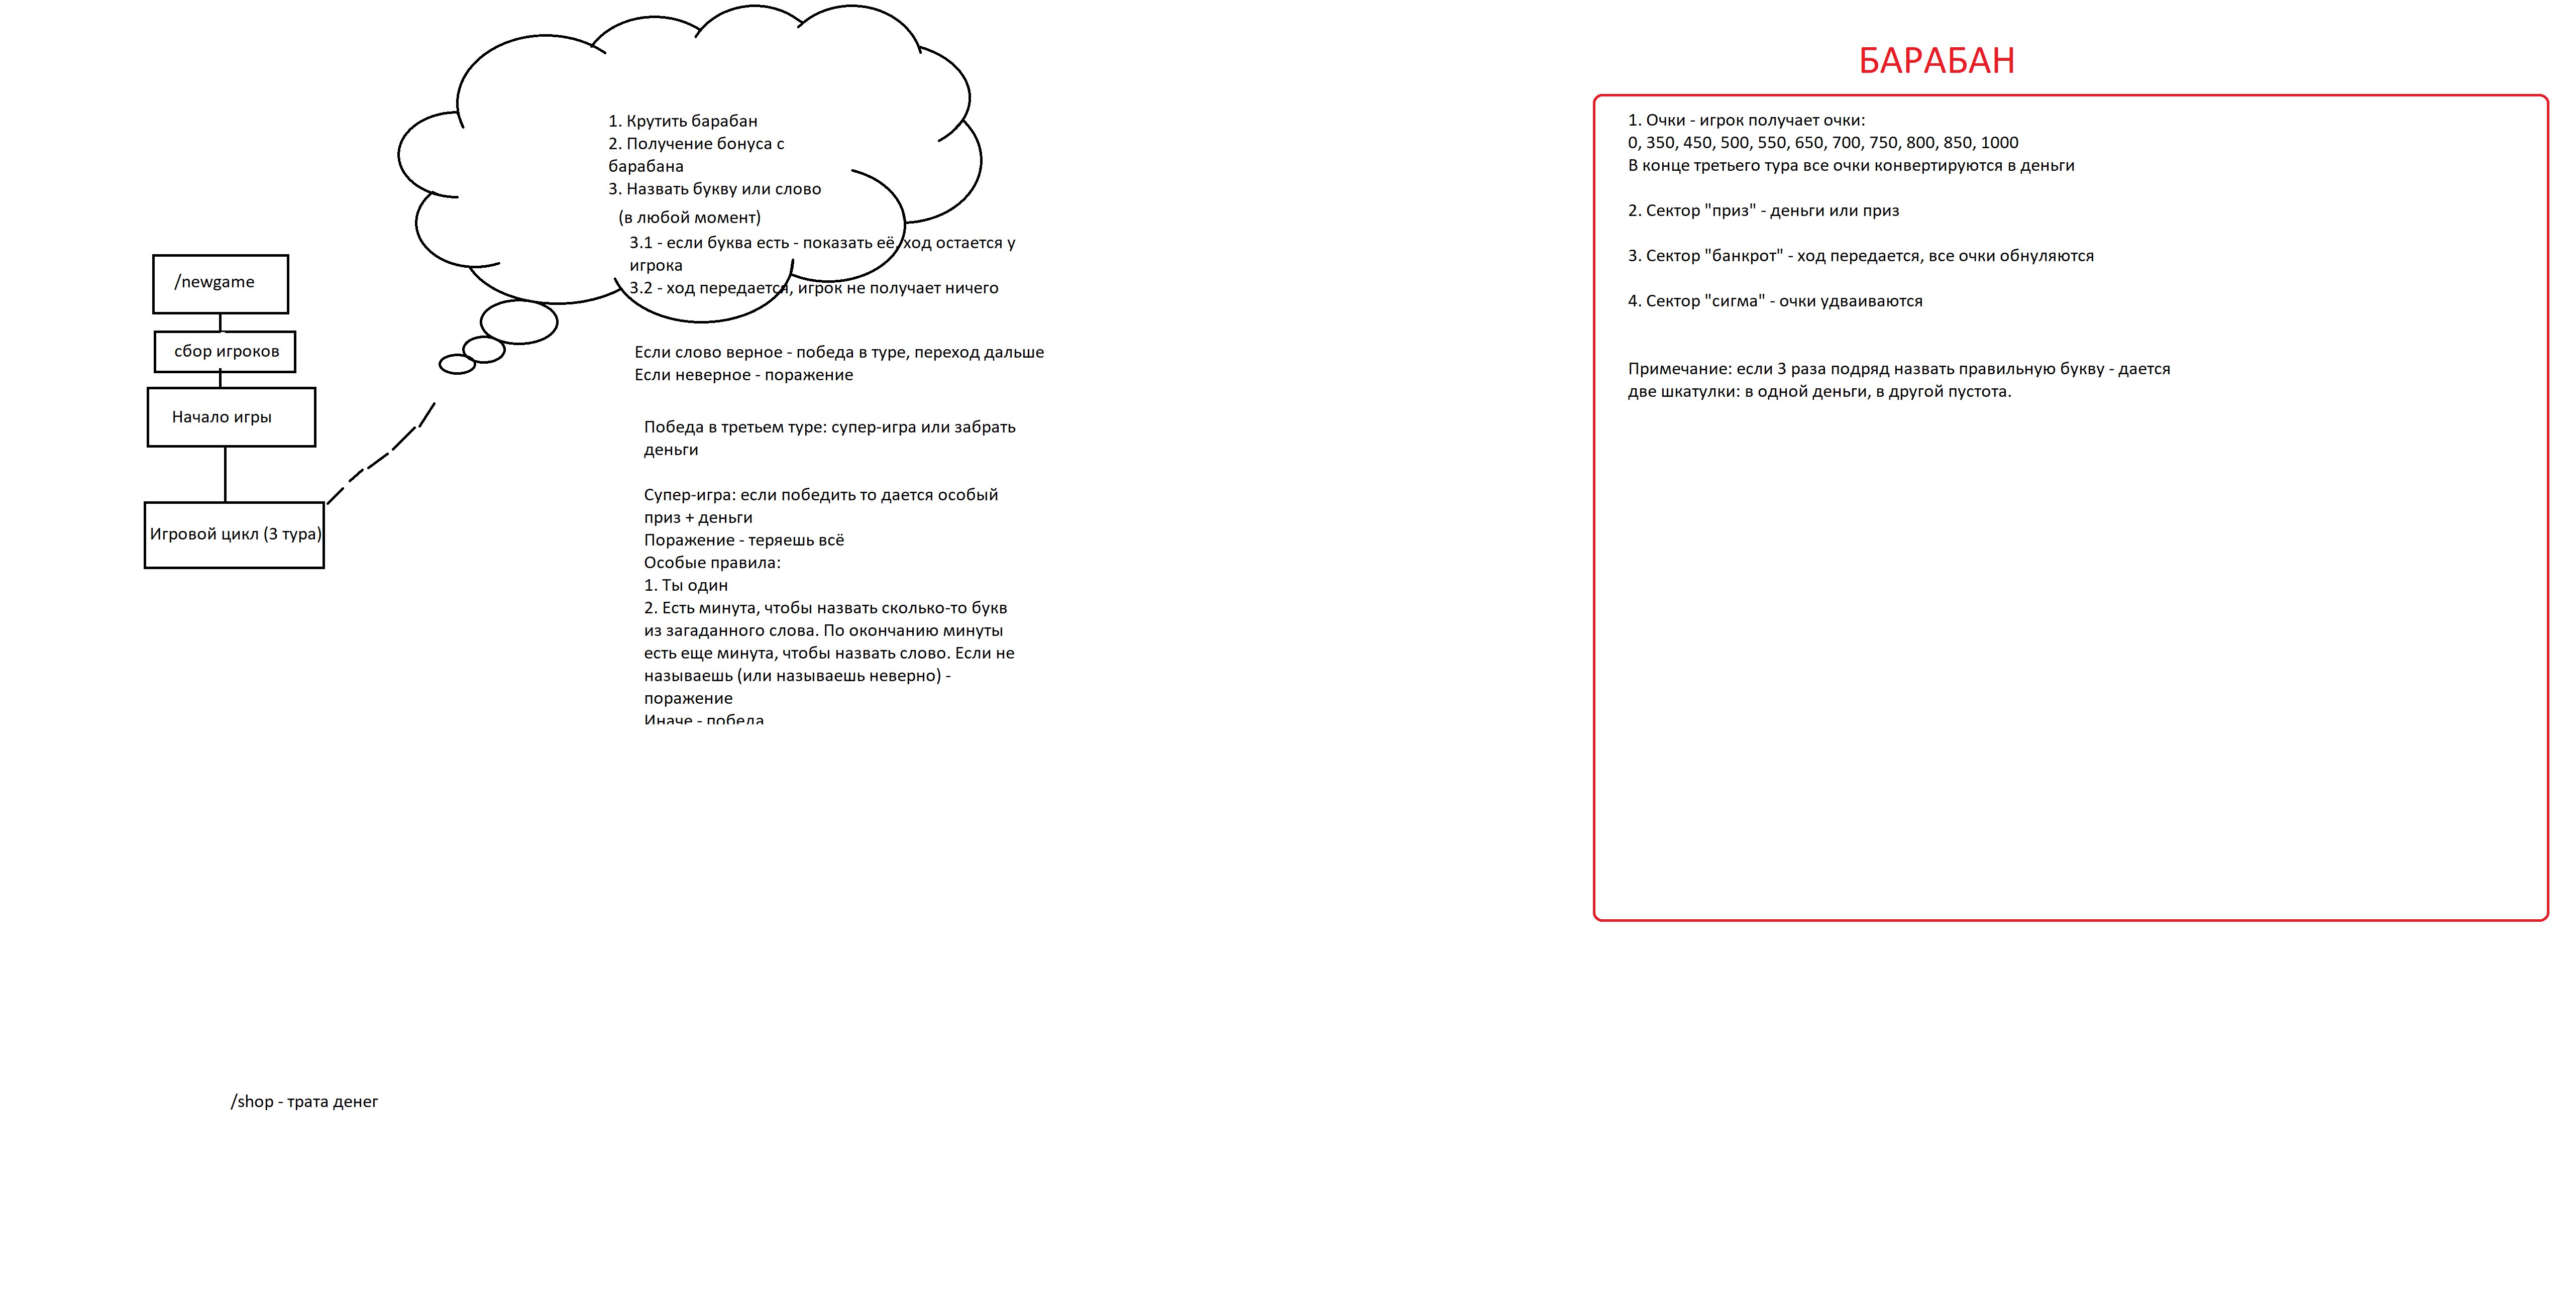 /newgame
сбор игроков
Начало игры
Игровой цикл (3 тура)
1. Крутить барабан
2. Получение бонуса с
барабана
3. Назвать букву или слово
(в любой момент)
3.1 - если буква есть - показать её, ход остается у
игрока
3.2 - ход передается, игрок не получает ничего
Если слово верное - победа в туре, переход дальше
Если неверное - поражение
Победа в третьем туре: супер-игра или забрать
деньги
Супер-игра: если победить то дается особый
приз + деньги
Поражение - теряешь всё
Особые правила:
1. Ты один
2. Есть минута, чтобы назвать сколько-то букв
из загаданного слова. По окончанию минуты
есть еще минута, чтобы назвать слово. Если не
называешь (или называешь неверно) -
поражение
Иначе - победа
/shop - трата денег
БАРАБАН
1. Очки - игрок получает очки:
0, 350, 450, 500, 550, 650, 700, 750, 800, 850, 1000
В конце третьего тура все очки конвертируются в деньги
2. Сектор "приз" - деньги или приз
3. Сектор "банкрот" - ход передается, все очки обнуляются
4. Сектор "сигма" - очки удваиваются
Примечание: если 3 раза подряд назвать правильную букву - дается
две шкатулки: в одной деньги, в другой пустота.